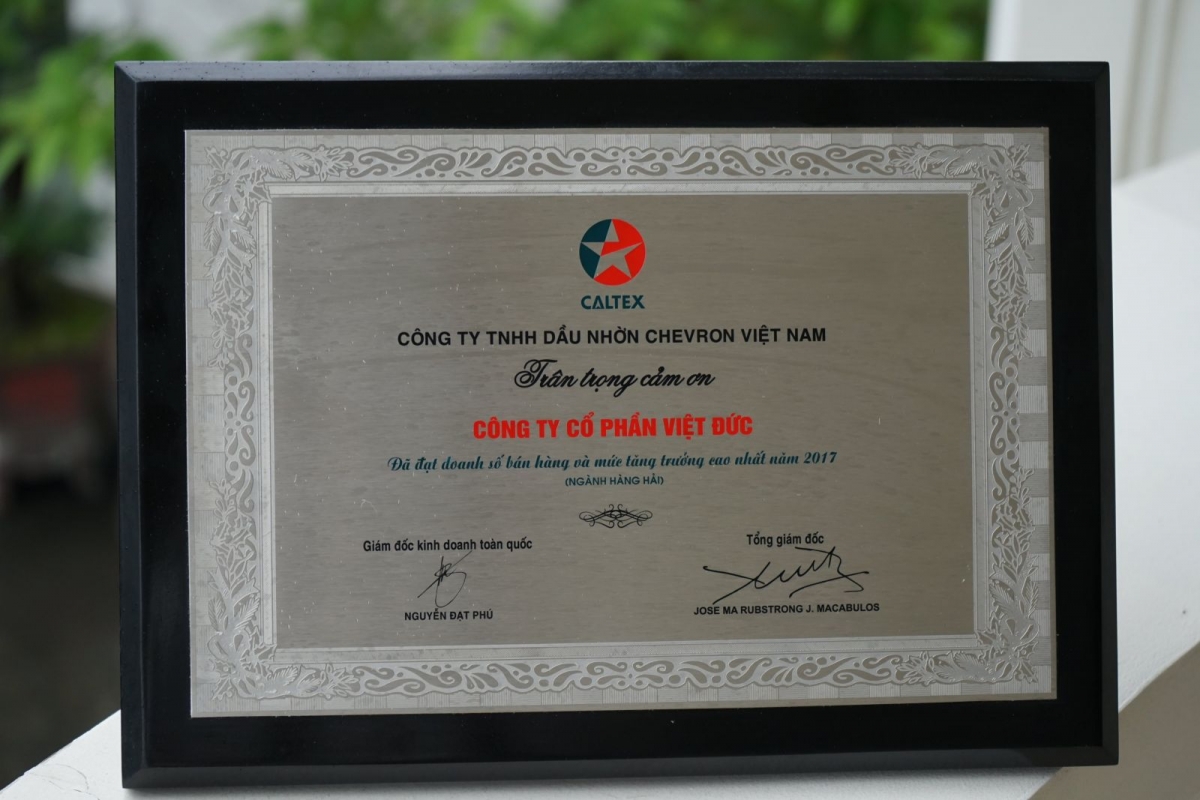 CALTEX
CÔNG TY TNHH DẦU NHỜN CHEVRON VIỆT NAM
Trân trọng cảm ơn
CÔNG TY CỔ PHẦN VIỆT ĐỨC
Đã đạt doanh số bán hàng và mức tăng trưởng cao nhất năm 2017
(NGÀNH HÀNG HẢI)
Giám đốc kinh doanh toàn quốc
NGUYỄN ĐẠT PHÚ
Tổng giám đốc
JOSE MA RUBSTRONG J. MACABULOS